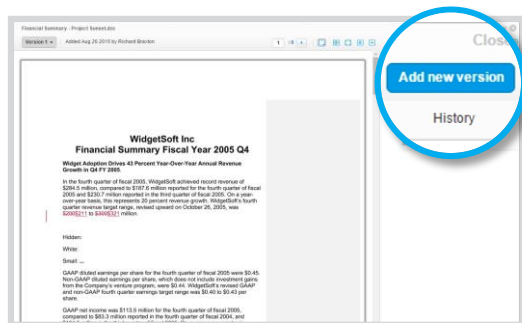 Financial Summary - Project Sunset.doc
Close
Version 1
Added Aug 26 2015 by Richard Brixton
1
Add new version
History
WidgetSoft Inc
Financial Summary Fiscal Year 2005 Q4
Widget Adoption Drives 43 Percent Year-Over-Year Annual Revenue
Growth in Q4 FY 2005
In the fourth quarter of fiscal 2005, WidgetSoft achieved record revenue of
$284.5 million, compared to $187.6 million reported for the fourth quarter of fiscal
2005 and $230.7 million reported in the third quarter of fiscal 2005. On a year-
over-year basis, this represents 20 percent revenue growth. WidgetSoft's fourth
quarter revenue target range, revised upward on October 26, 2005, was
$200$211 to $300$321 million.
Hidden:
White:
Small:
GAAP diluted earnings per share for the fourth quarter of fiscal 2005 were $0.45.
Non-GAAP diluted earnings per share, which does not include investment gains
from the Company's venture program, were $0.44. WidgetSoft's revised GAAP
and non-GAAP fourth quarter earnings target range was $0.40 to $0.43 per
share.
GAAP net income was $113.5 million for the fourth quarter of fiscal 2005,
compared to $83.3 million reported in the fourth quarter of fiscal 2004, and